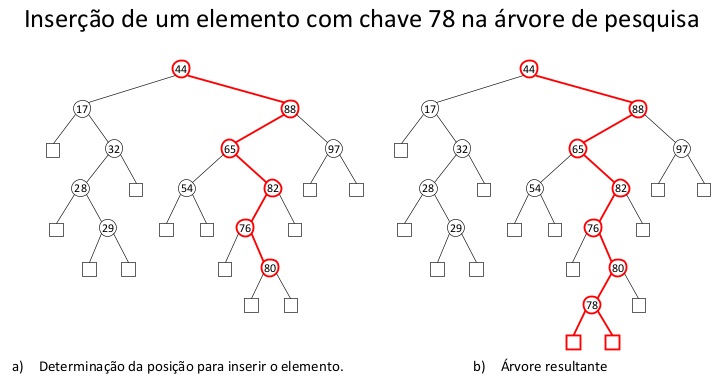 Inserção de um elemento com chave 78 na árvore de pesquisa
44 44
17 88 17 88
32 65 97 32 65 97
28 54 82 28 54 82
29 76 29 76
80 80
78
a) Determinação da posição para inserir o elemento. b) Árvore resultante